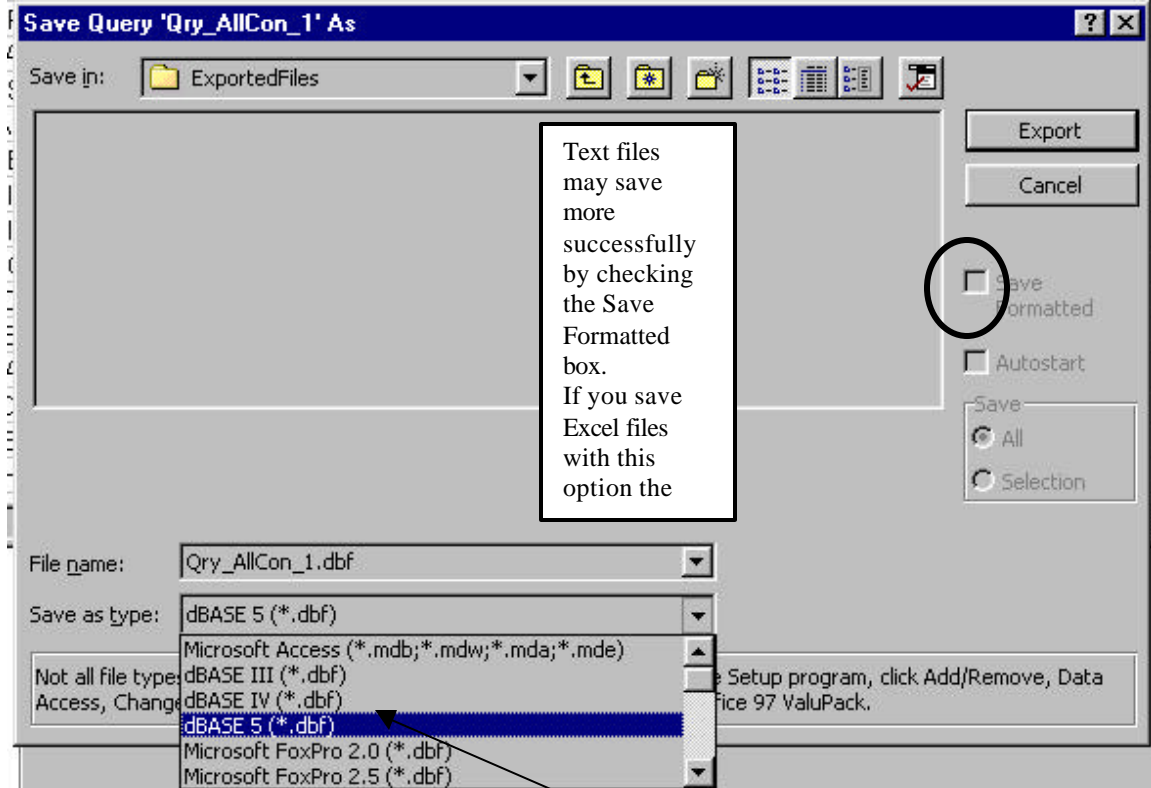 Save Query 'Qry_AllCon_1' As
Save in: ExportedFiles
Export
Cancel
Text files
may save
more
successfully
by checking
the Save
Formatted
box.
If you save
Excel files
with this
option the
Save
Formatted
Autostart
Save
All
Selection
File name: Qry_AllCon_1.dbf
Save as type: dBASE 5 (*.dbf)
Microsoft Access (*.mdb;*.mdw;*.mda;*.mde)
dBASE III (*.dbf)
dBASE IV (*.dbf)
dBASE 5 (*.dbf)
Microsoft FoxPro 2.0 (*.dbf)
Microsoft FoxPro 2.5 (*.dbf)
Not all file type Setup program, click Add/Remove, Data
Access, Chang fice 97 ValuPack.